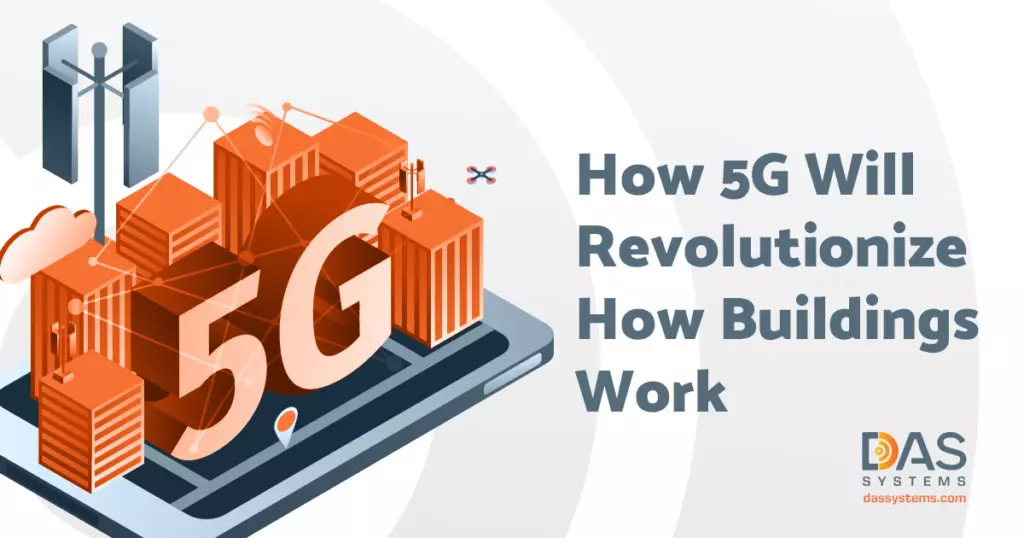 5G
How 5G Will
Revolutionize
How Buildings
Work
DAS
SYSTEMS
dassystems.com